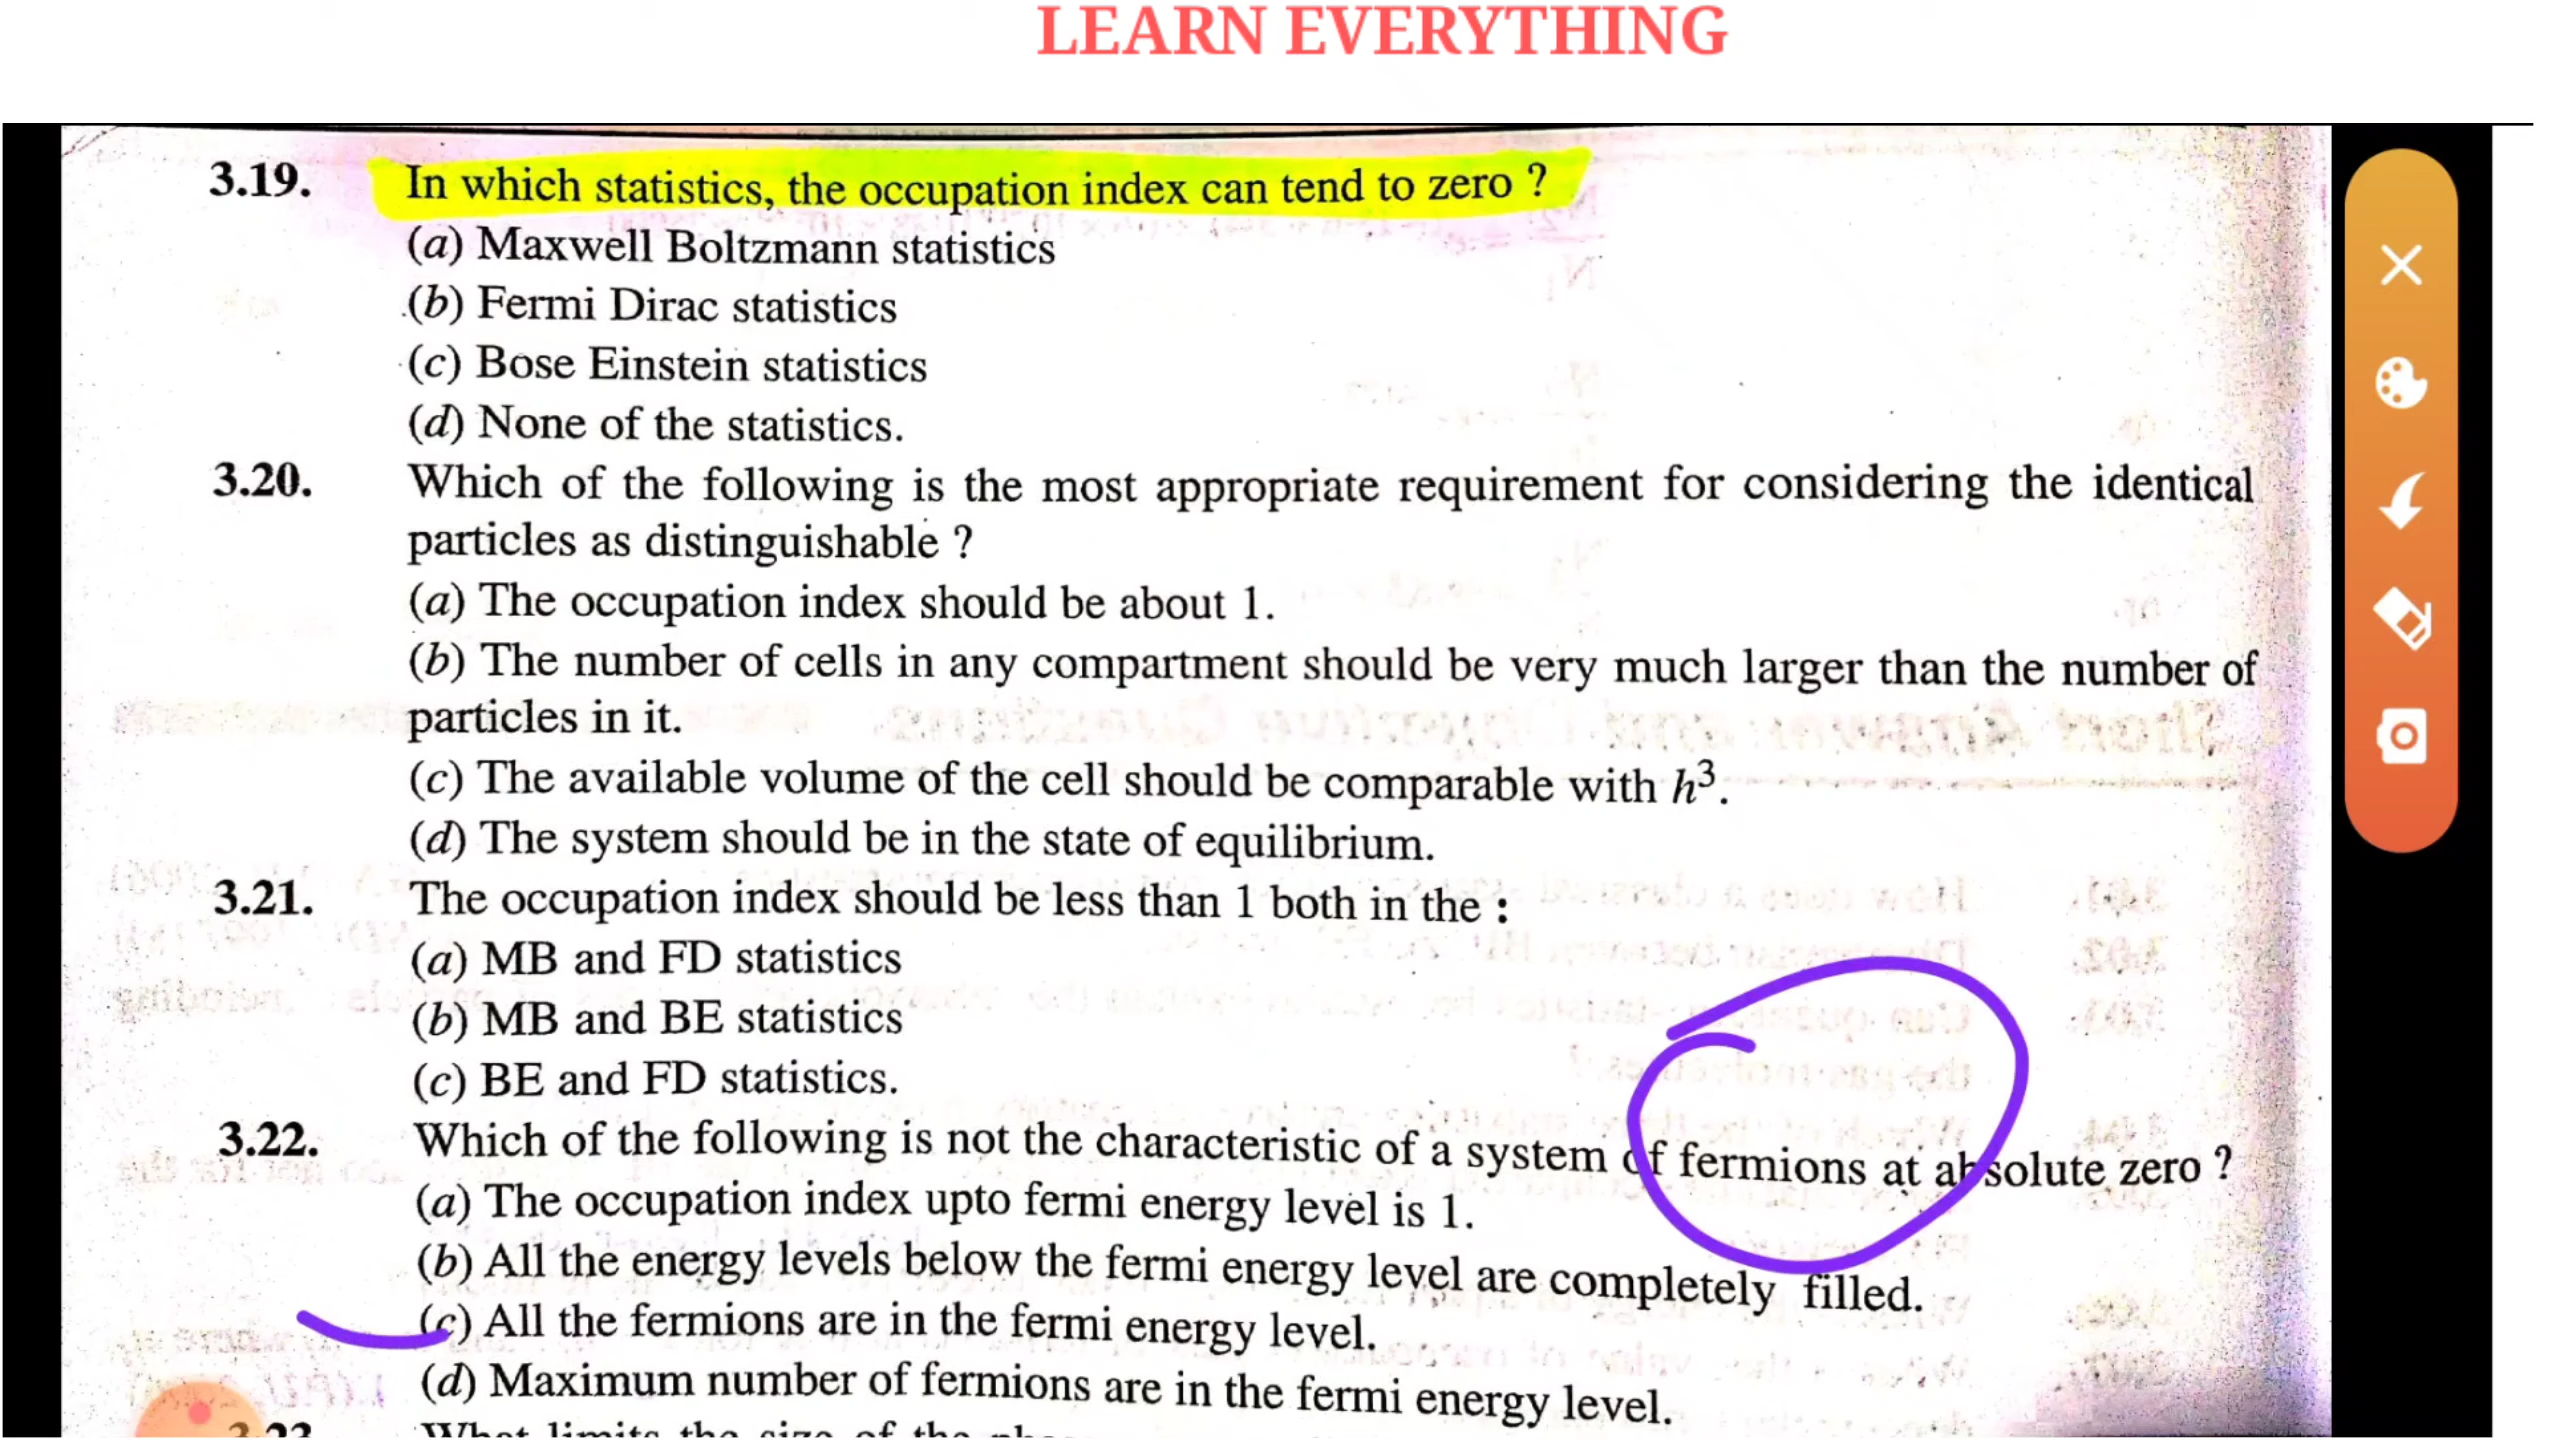 LEARN EVERYTHING
3.19. In which statistics, the occupation index can tend to zero ?
(a) Maxwell Boltzmann statistics
(b) Fermi Dirac statistics
(c) Bose Einstein statistics
(d) None of the statistics.
3.20. Which of the following is the most appropriate requirement for considering the identical
particles as distinguishable ?
(a) The occupation index should be about 1.
(b) The number of cells in any compartment should be very much larger than the number of
particles in it.
(c) The available volume of the cell should be comparable with h³.
(d) The system should be in the state of equilibrium.
3.21. The occupation index should be less than 1 both in the :
(a) MB and FD statistics
(b) MB and BE statistics
(c) BE and FD statistics.
3.22. Which of the following is not the characteristic of a system of fermions at absolute zero ?
(a) The occupation index upto fermi energy level is 1.
(b) All the energy levels below the fermi energy level are completely filled.
(c) All the fermions are in the fermi energy level.
(d) Maximum number of fermions are in the fermi energy level.
What limits the size of the